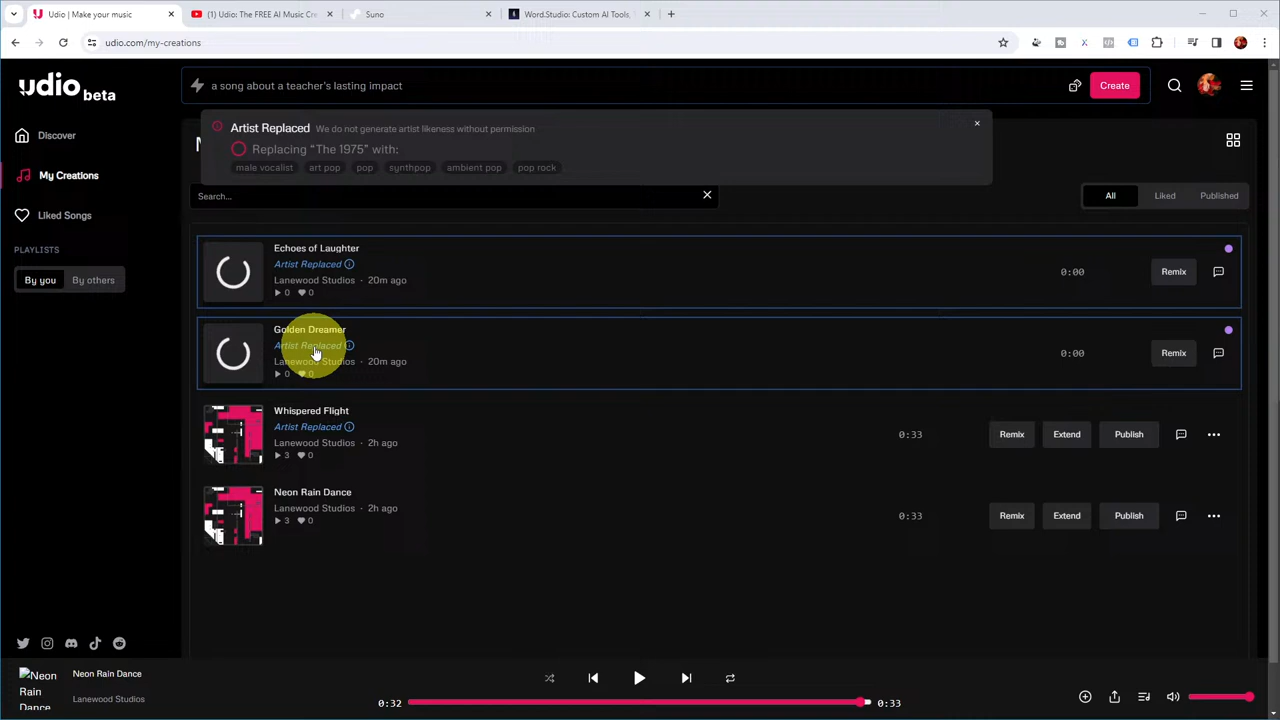 Udio | Make your music
(1) Udio: The FREE AI Music Cre
Suno
Word.Studio: Custom AI Tools,
udio.com/my-creations
udio beta
a song about a teacher's lasting impact
Create
Artist Replaced We do not generate artist likeness without permission
Replacing "The 1975" with:
male vocalist art pop pop synthpop ambient pop pop rock
Discover
My Creations
Liked Songs
PLAYLISTS
By you By others
Search...
All Liked Published
Echoes of Laughter
Artist Replaced
Lanewood Studios • 20m ago
0 0
0:00
Remix
Golden Dreamer
Artist Replaced
Lanewood Studios • 20m ago
0 0
0:00
Remix
Whispered Flight
Artist Replaced
Lanewood Studios • 2h ago
3 0
0:33
Remix Extend Publish
Neon Rain Dance
Lanewood Studios • 2h ago
3 0
0:33
Remix Extend Publish
Neon
Rain
Dance
Neon Rain Dance
Lanewood Studios
0:32
0:33